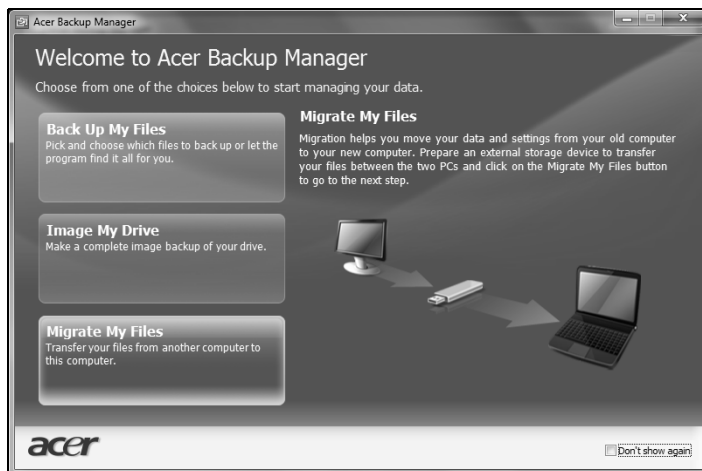 Acer Backup Manager
Welcome to Acer Backup Manager
Choose from one of the choices below to start managing your data.
Back Up My Files
Pick and choose which files to back up or let the
program find it all for you.
Image My Drive
Make a complete image backup of your drive.
Migrate My Files
Transfer your files from another computer to
this computer.
Migrate My Files
Migration helps you move your data and settings from your old computer
to your new computer. Prepare an external storage device to transfer
your files between the two PCs and click on the Migrate My Files button
to go to the next step.
acer
Don't show again